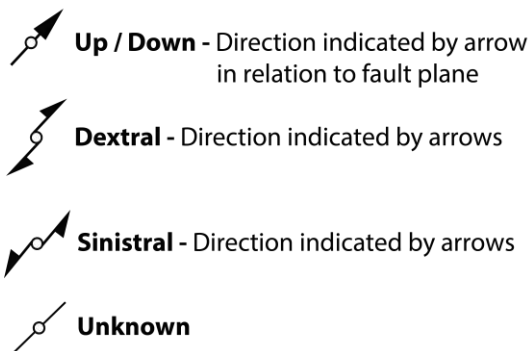 Up / Down - Direction indicated by arrow
in relation to fault plane
Dextral - Direction indicated by arrows
Sinistral - Direction indicated by arrows
Unknown